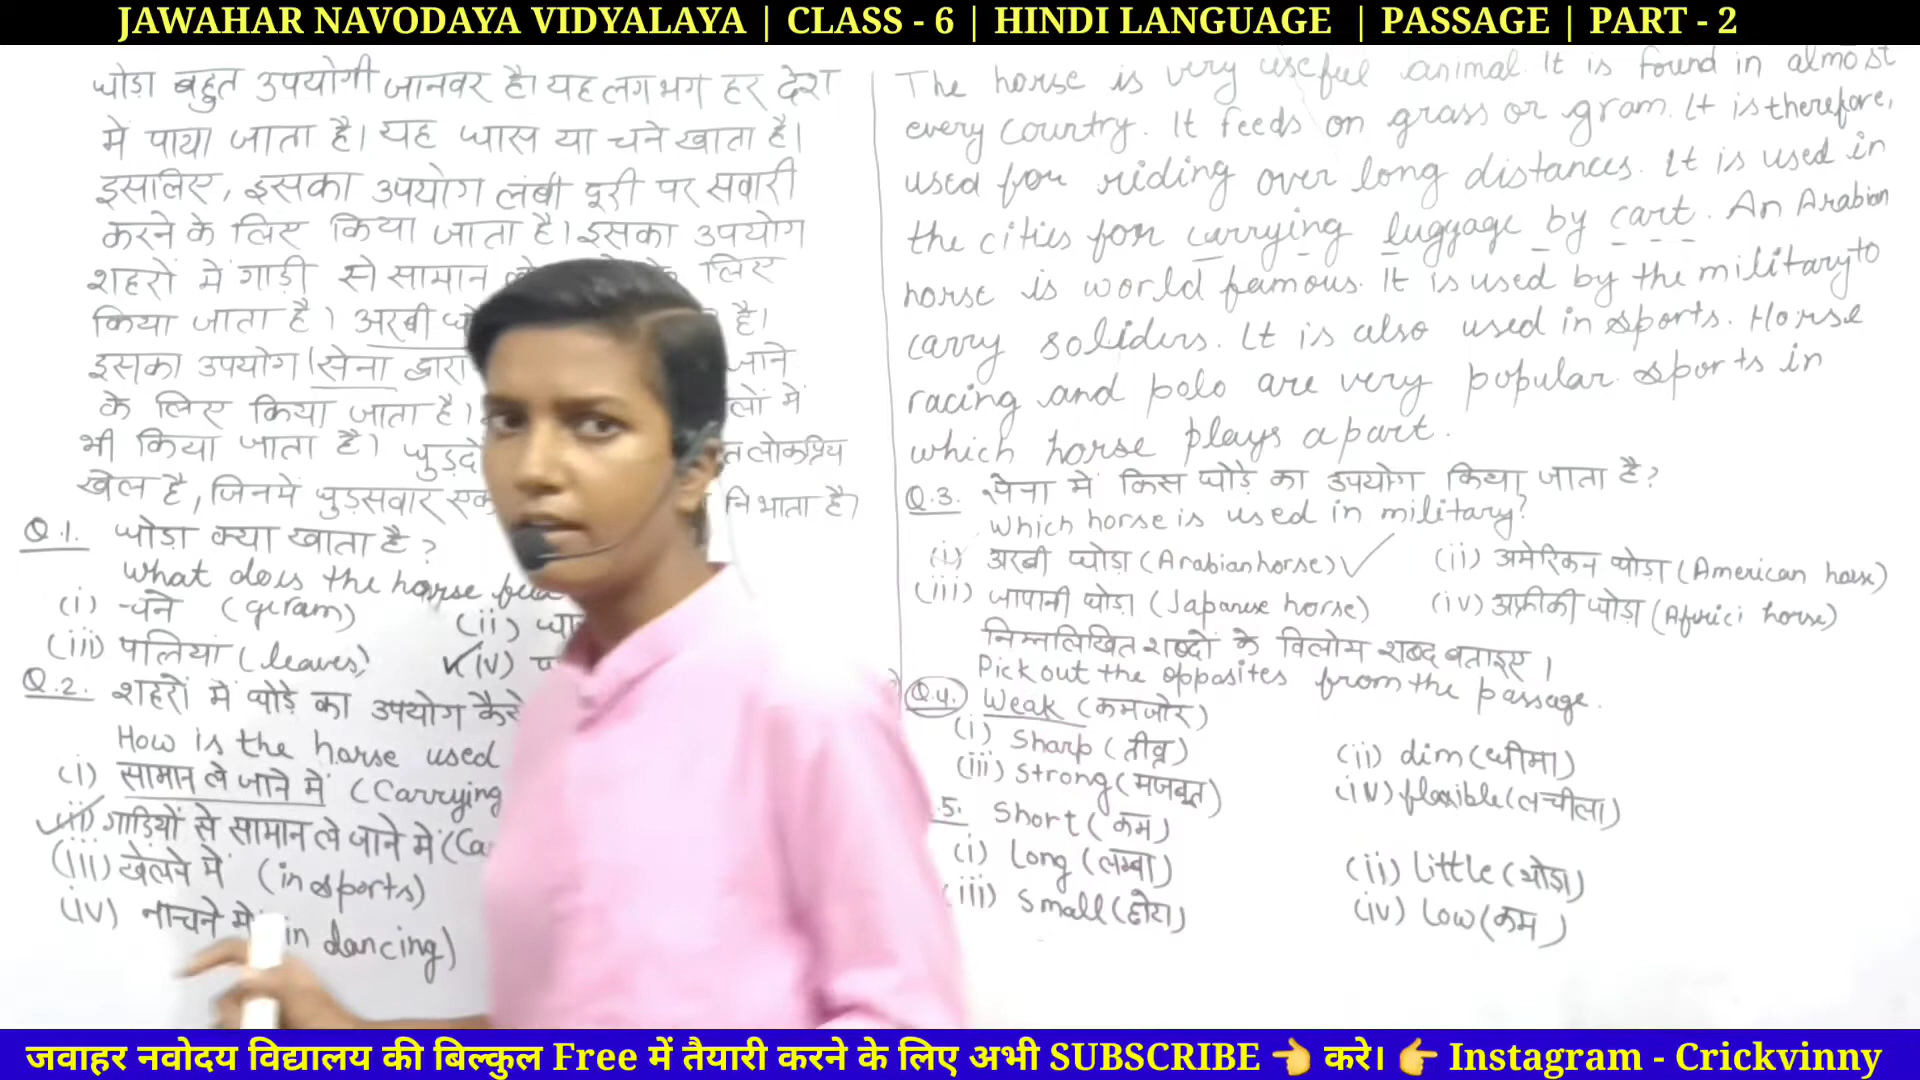 JAWAHAR NAVODAYA VIDYALAYA | CLASS - 6 | HINDI LANGUAGE | PASSAGE | PART - 2
घोड़ा बहुत उपयोगी जानवर है। यह लगभग हर देश
में पाया जाता है। यह घास या चने खाता है।
इसलिए, इसका उपयोग लंबी दूरी पर सवारी
करने के लिए किया जाता है। इसका उपयोग
शहरों में गाड़ी से सामान लिए
किया जाता है। अरबी है।
इसका उपयोग सेना द्वारा जाने
के लिए किया जाता है। में
भी किया जाता है। लोकप्रिय
खेल है, जिनमें घुड़सवार निभाता है।
Q.1. घोड़ा क्या खाता है?
What does the horse
(i) चने (gram) (ii)
(iii) पत्तियां (leaves) (iv)
Q.2. शहरों में घोड़े का उपयोग कैसे
How is the horse used
(i) सामान ले जाने में (Carrying
(ii) गाड़ियों से सामान ले जाने में (Ca
(iii) खेलने में (in sports)
(iv) नाचने में in dancing)
The horse is very useful animal. It is found in almost
every country. It feeds on grass or gram. It is therefore,
used for riding over long distances. It is used in
the cities for carrying luggage by cart. An Arabian
horse is world famous. It is used by the military to
carry soliders. It is also used in sports. Horse
racing and polo are very popular sports in
which horse plays a part.
Q.3. सेना में किस घोड़े का उपयोग किया जाता है?
Which horse is used in military?
(i) अरबी घोड़ा (Arabian horse) ✓ (ii) अमेरिकन घोड़ा (American horse)
(iii) जापानी घोड़ा (Japanese horse) (iv) अफ्रीकी घोड़ा (Africi horse)
निम्नलिखित शब्दों के विलोम शब्द बताइए।
Pick out the opposites from the passage.
Q.4. Weak (कमजोर)
(i) Sharp (तीव्र) (ii) dim (धीमा)
(iii) Strong (मजबूत) (iv) flexible (लचीला)
.5. Short (कम)
(i) Long (लम्बा) (ii) little (थोड़ा)
(iii) Small (छोटा) (iv) Low (कम)
जवाहर नवोदय विद्यालय की बिल्कुल Free में तैयारी करने के लिए अभी SUBSCRIBE 👈 करे। 👉 Instagram - Crickvinny